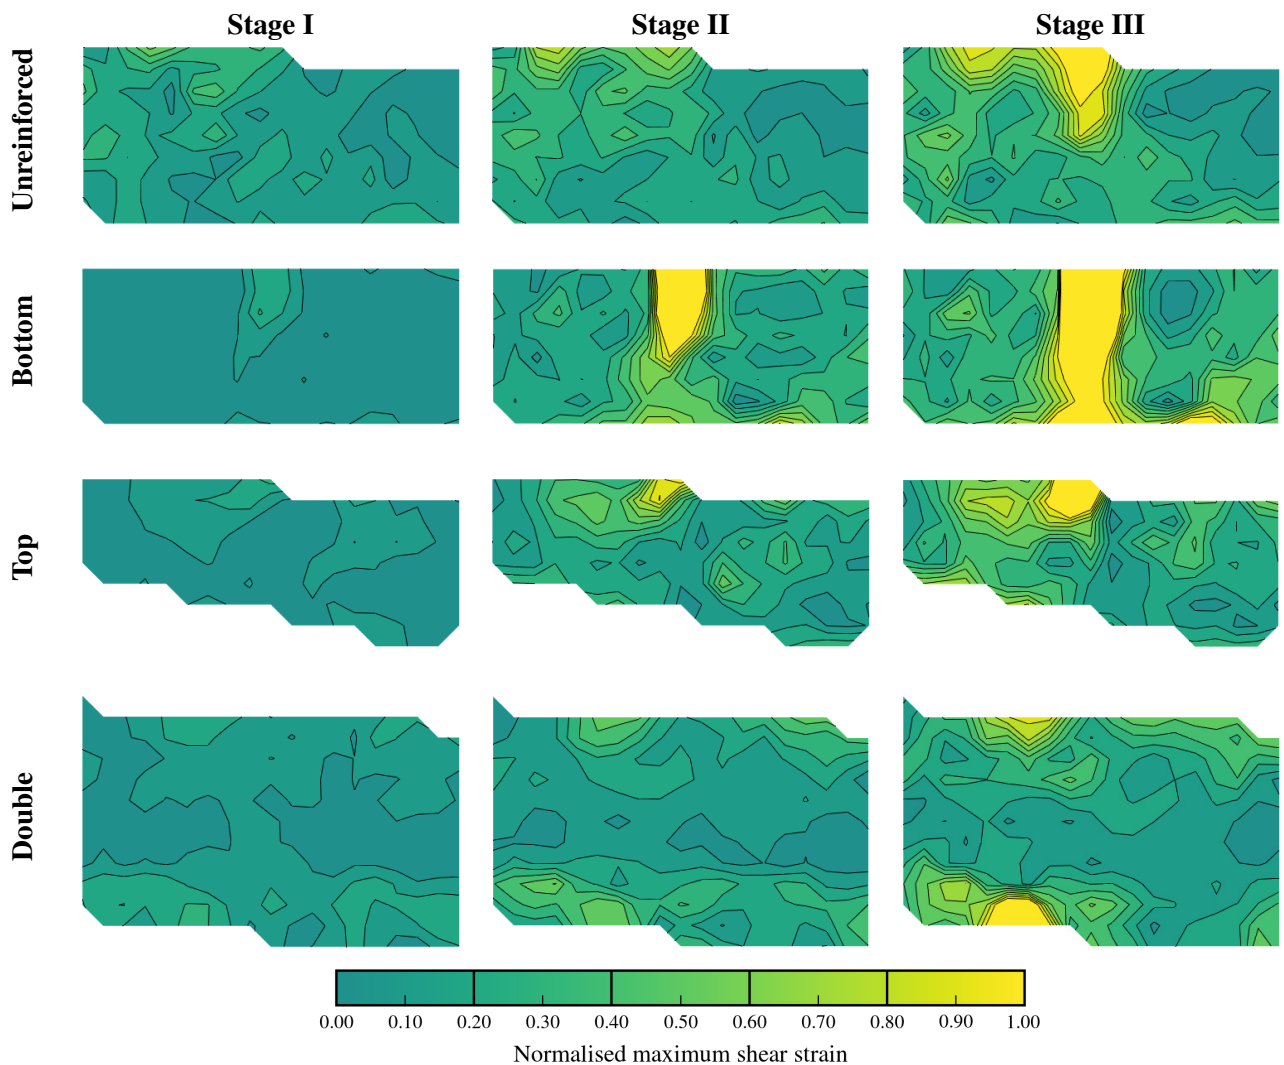 Stage I
Stage II
Stage III
Unreinforced
Bottom
Top
Double
0.00 0.10 0.20 0.30 0.40 0.50 0.60 0.70 0.80 0.90 1.00
Normalised maximum shear strain